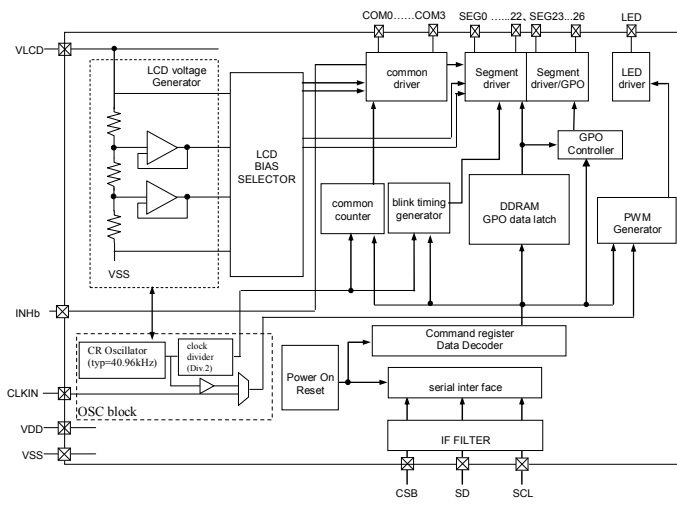 COM0……COM3 SEG0 ……22、SEG23...26 LED
VLCD
LCD voltage
Generator
common
driver
Segment
driver
Segment
driver/GPO
LED
driver
LCD
BIAS
SELECTOR
GPO
Controller
common
counter
blink timing
generator
DDRAM
GPO data latch
PWM
Generator
VSS
INHb
CR Oscillator
(typ=40.96kHz)
clock
divider
(Div.2)
Command register
Data Decoder
Power On
Reset
serial inter face
CLKIN
OSC block
VDD
IF FILTER
VSS
CSB SD SCL